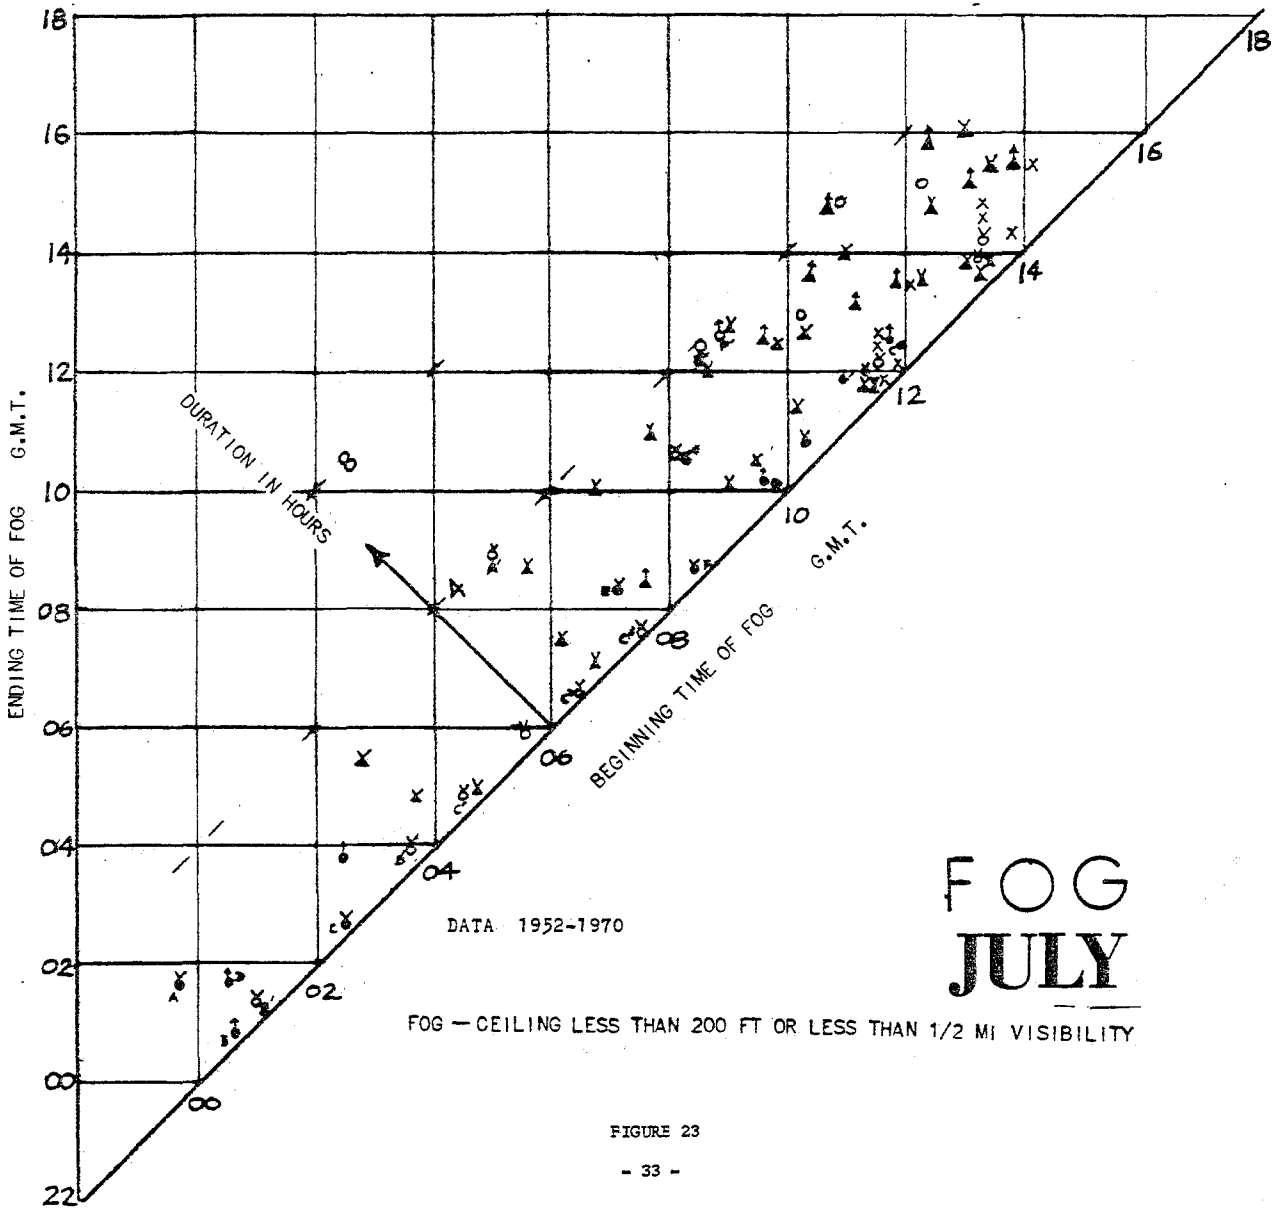 18
18
16
16
14
14
12
12
10
10
08
08
06
06
04
04
02
02
00
00
22
ENDING TIME OF FOG G.M.T.
DURATION IN HOURS
8
4
BEGINNING TIME OF FOG G.M.T.
DATA 1952-1970
FOG
JULY
FOG — CEILING LESS THAN 200 FT OR LESS THAN 1/2 MI VISIBILITY
FIGURE 23
- 33 -